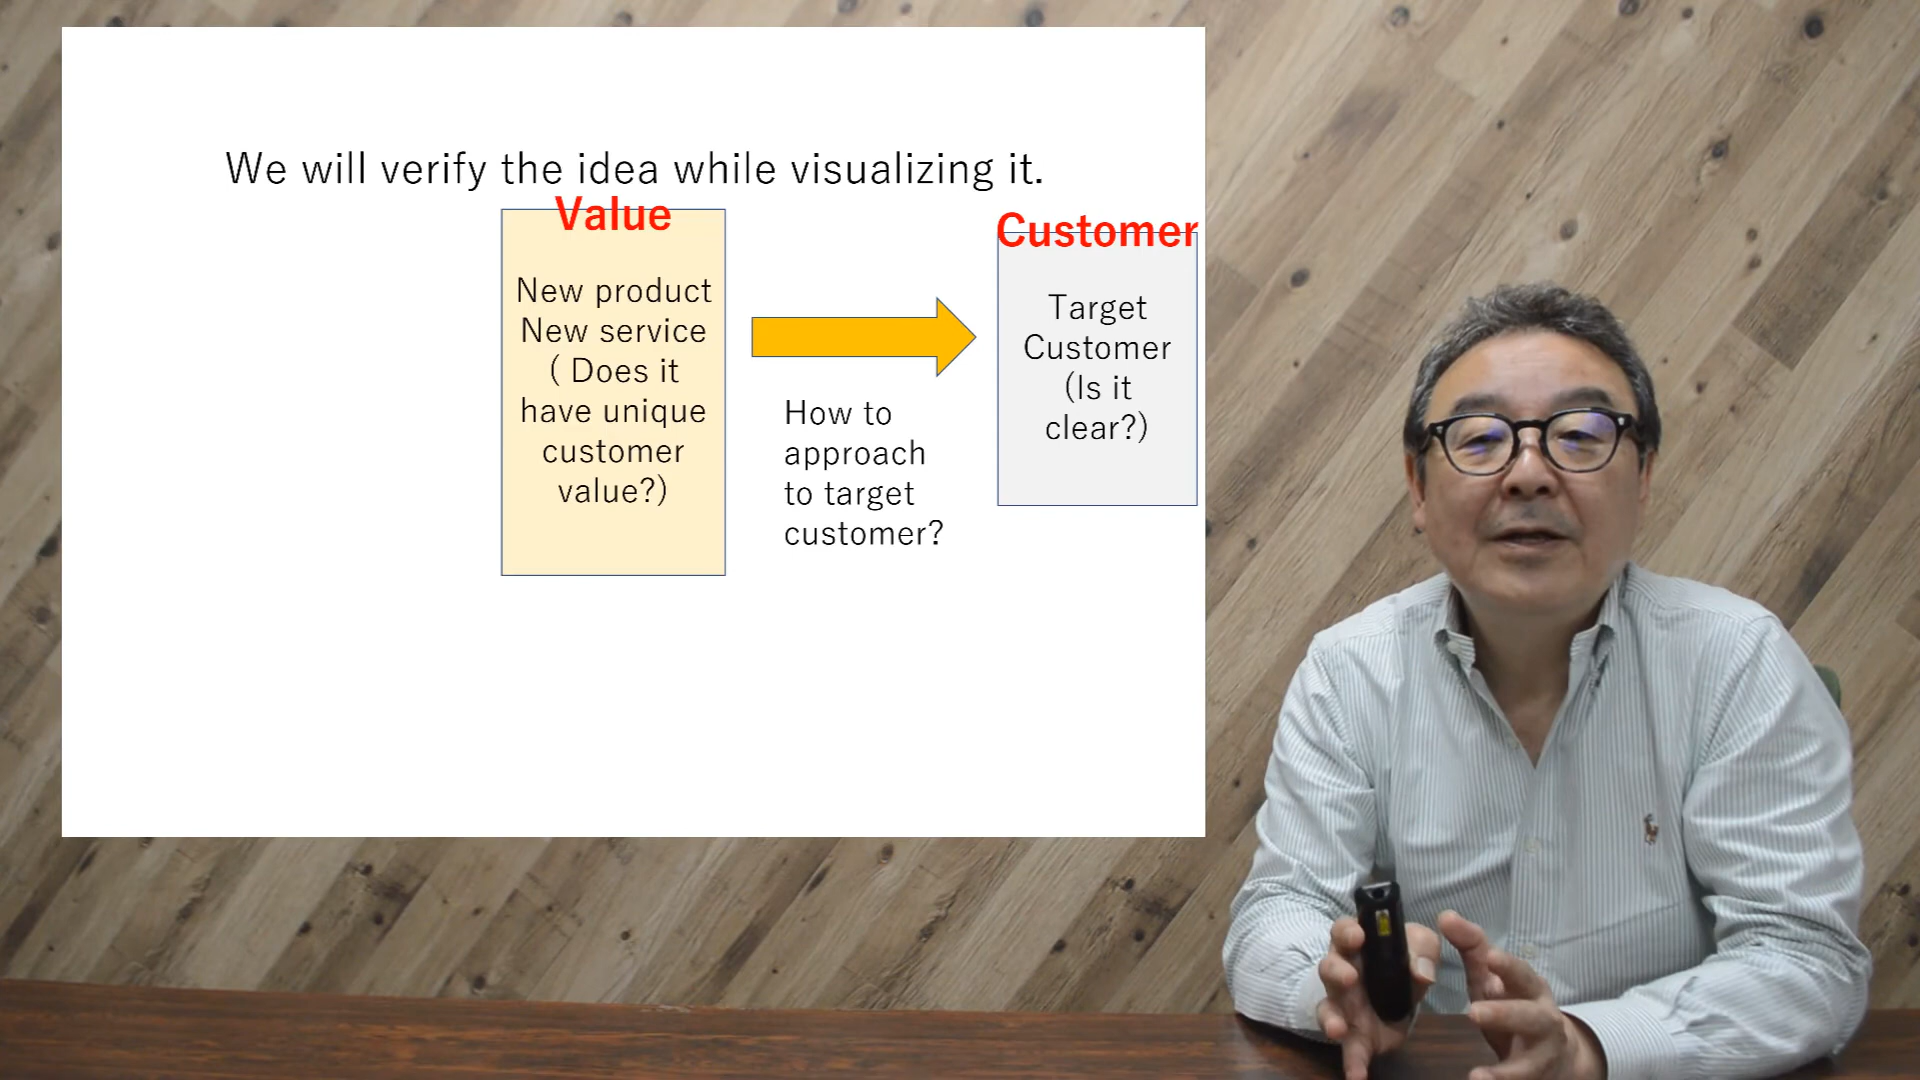 We will verify the idea while visualizing it.
Value
New product
New service
( Does it
have unique
customer
value?)
How to
approach
to target
customer?
Customer
Target
Customer
(Is it
clear?)